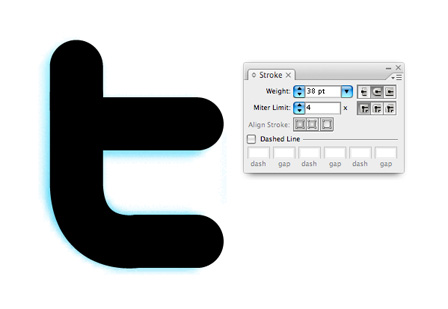 t
Stroke
Weight: 38 pt
Miter Limit: 4 x
Align Stroke:
Dashed Line
dash gap dash gap dash gap